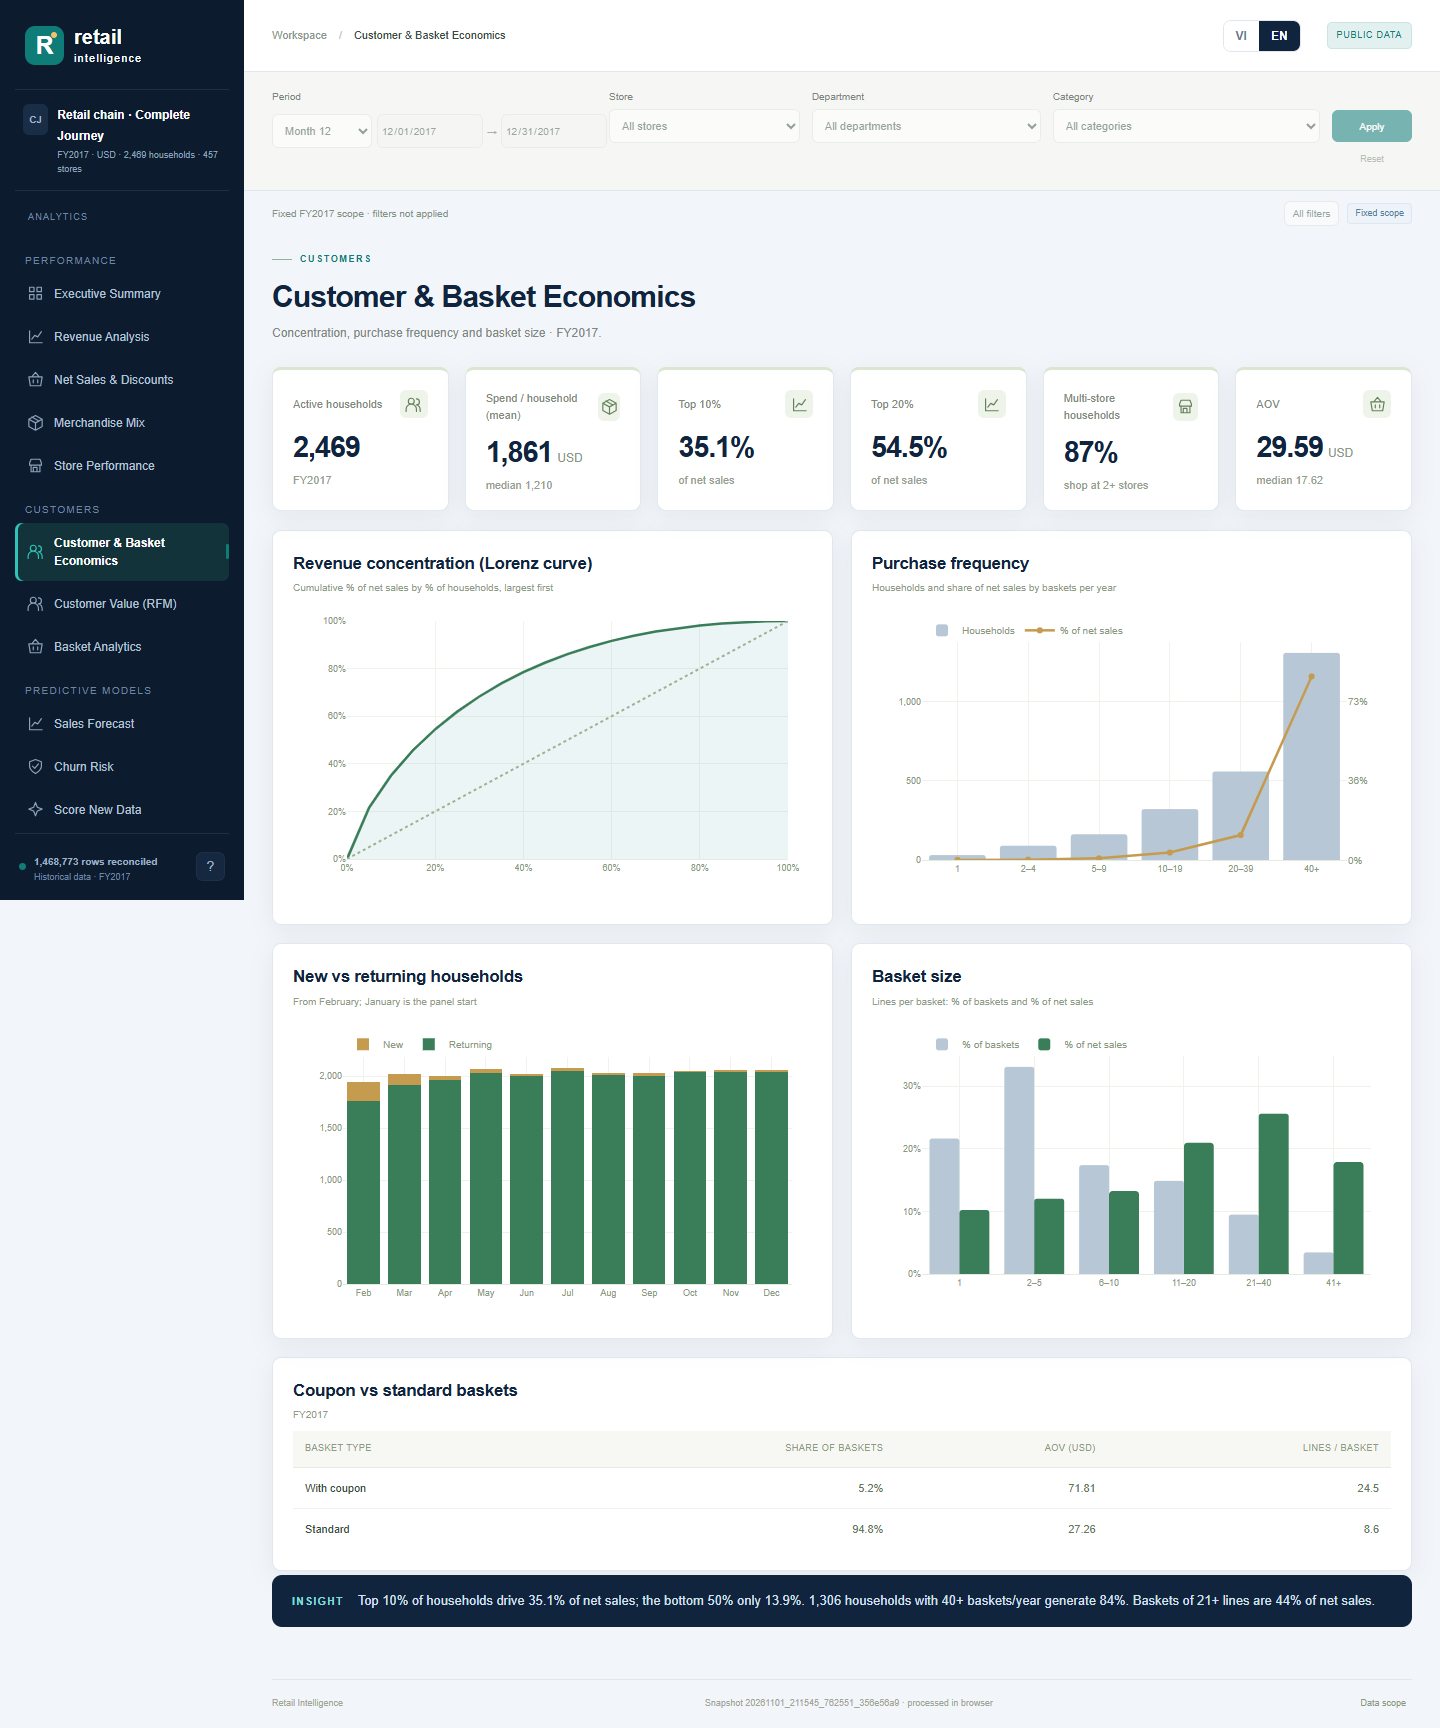 retail
intelligence
CJ
Retail chain · Complete
Journey
FY2017 · USD · 2,469 households · 457
stores
ANALYTICS
PERFORMANCE
Executive Summary
Revenue Analysis
Net Sales & Discounts
Merchandise Mix
Store Performance
CUSTOMERS
Customer & Basket
Economics
Customer Value (RFM)
Basket Analytics
PREDICTIVE MODELS
Sales Forecast
Churn Risk
Score New Data
1,468,773 rows reconciled
Historical data · FY2017
?
Workspace / Customer & Basket Economics
VI EN
PUBLIC DATA
Period Store Department Category
Month 12 12/01/2017 → 12/31/2017 All stores All departments All categories Apply
Reset
Fixed FY2017 scope · filters not applied
All filters Fixed scope
CUSTOMERS
Customer & Basket Economics
Concentration, purchase frequency and basket size · FY2017.
Active households
2,469
FY2017
Spend / household
(mean)
1,861 USD
median 1,210
Top 10%
35.1%
of net sales
Top 20%
54.5%
of net sales
Multi-store
households
87%
shop at 2+ stores
AOV
29.59 USD
median 17.62
Revenue concentration (Lorenz curve)
Cumulative % of net sales by % of households, largest first
100%
80%
60%
40%
20%
0%
0% 20% 40% 60% 80% 100%
Purchase frequency
Households and share of net sales by baskets per year
Households % of net sales
1,000 73%
500 36%
0 0%
1 2–4 5–9 10–19 20–39 40+
New vs returning households
From February; January is the panel start
New Returning
2,000
1,500
1,000
500
0
Feb Mar Apr May Jun Jul Aug Sep Oct Nov Dec
Basket size
Lines per basket: % of baskets and % of net sales
% of baskets % of net sales
30%
20%
10%
0%
1 2–5 6–10 11–20 21–40 41+
Coupon vs standard baskets
FY2017
BASKET TYPE SHARE OF BASKETS AOV (USD) LINES / BASKET
With coupon 5.2% 71.81 24.5
Standard 94.8% 27.26 8.6
INSIGHT Top 10% of households drive 35.1% of net sales; the bottom 50% only 13.9%. 1,306 households with 40+ baskets/year generate 84%. Baskets of 21+ lines are 44% of net sales.
Retail Intelligence Snapshot 20261101_211545_762551_356e56a9 · processed in browser Data scope